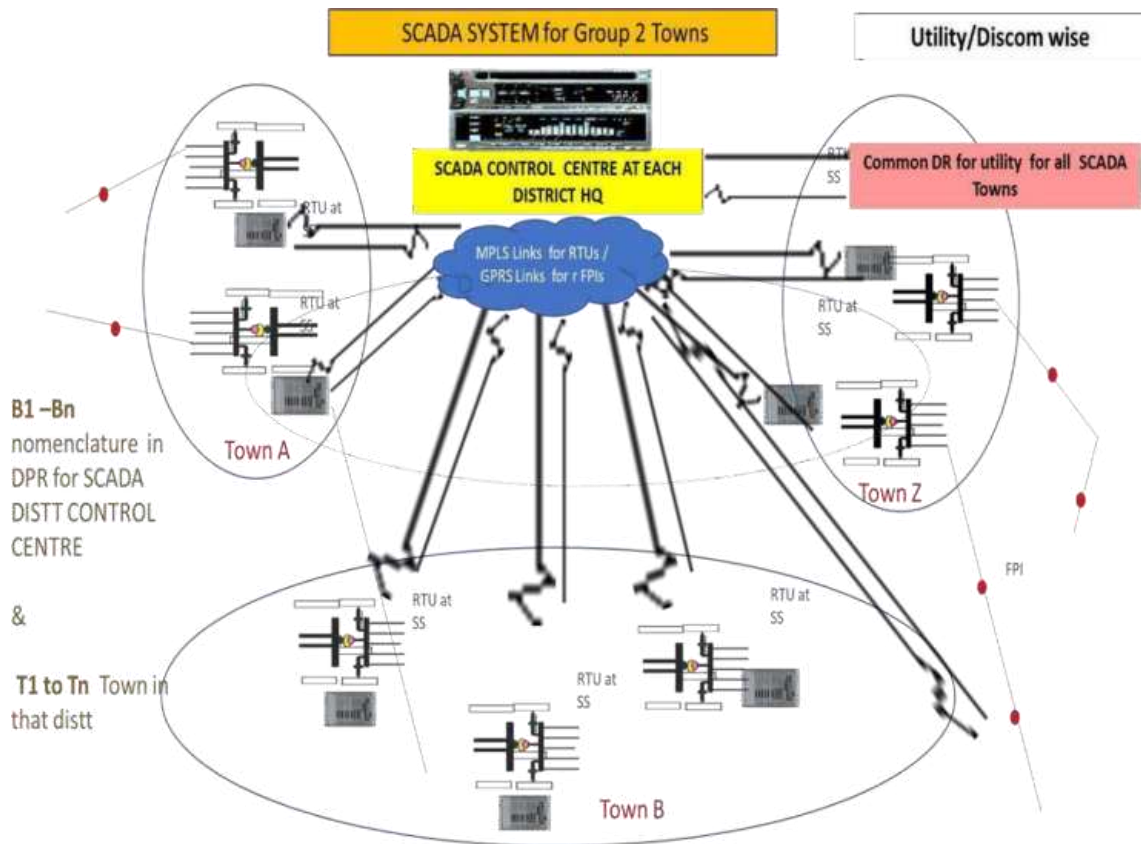 SCADA SYSTEM for Group 2 Towns
Utility/Discom wise
SCADA CONTROL CENTRE AT EACH
DISTRICT HQ
Common DR for utility for all SCADA
Towns
RTU
SS
RTU at
MPLS Links for RTUs /
GPRS Links for r FPIs
RTU at
SS
RTU at
SS
Town A
Town Z
B1 –Bn
nomenclature in
DPR for SCADA
DISTT CONTROL
CENTRE
&
T1 to Tn Town in
that distt
FPI
RTU at
SS
RTU at
SS
RTU at
SS
Town B